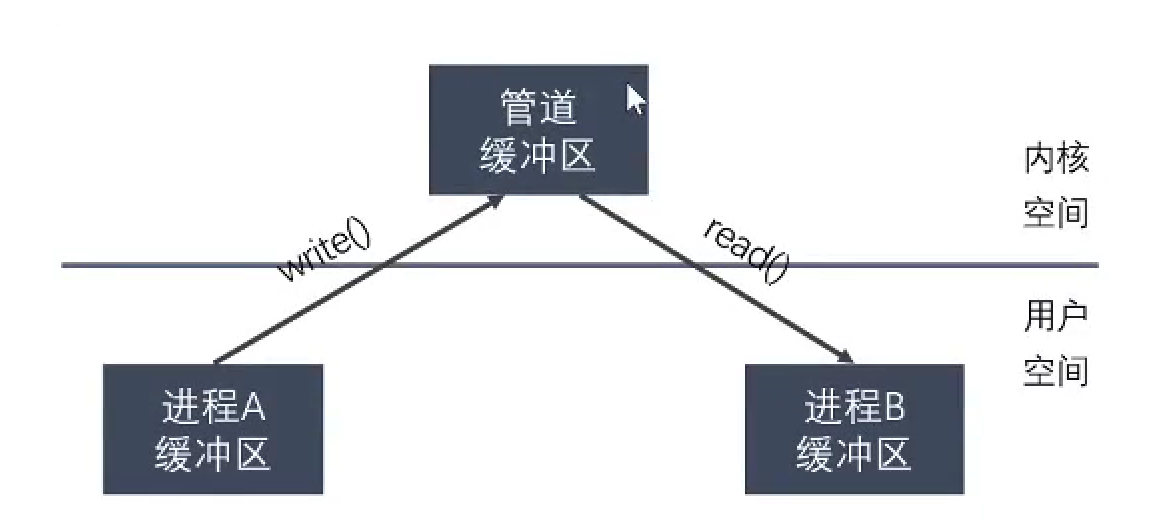 管道
缓冲区
内核
空间
write()
read()
用户
空间
进程A
缓冲区
进程B
缓冲区